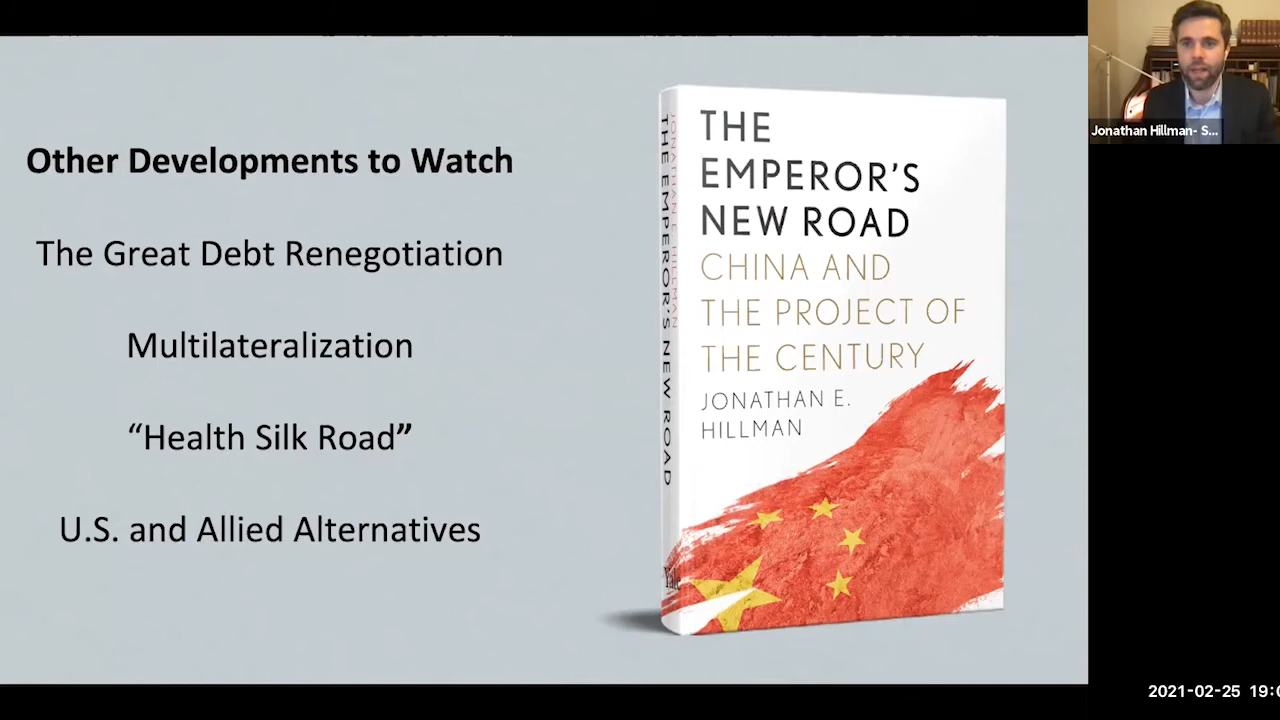 Other Developments to Watch
The Great Debt Renegotiation
Multilateralization
“Health Silk Road”
U.S. and Allied Alternatives
THE EMPEROR'S NEW ROAD
JONATHAN E. HILLMAN
Yale
THE
EMPEROR’S
NEW ROAD
CHINA AND
THE PROJECT OF
THE CENTURY
JONATHAN E.
HILLMAN
Jonathan Hillman- S...
2021-02-25 19:0